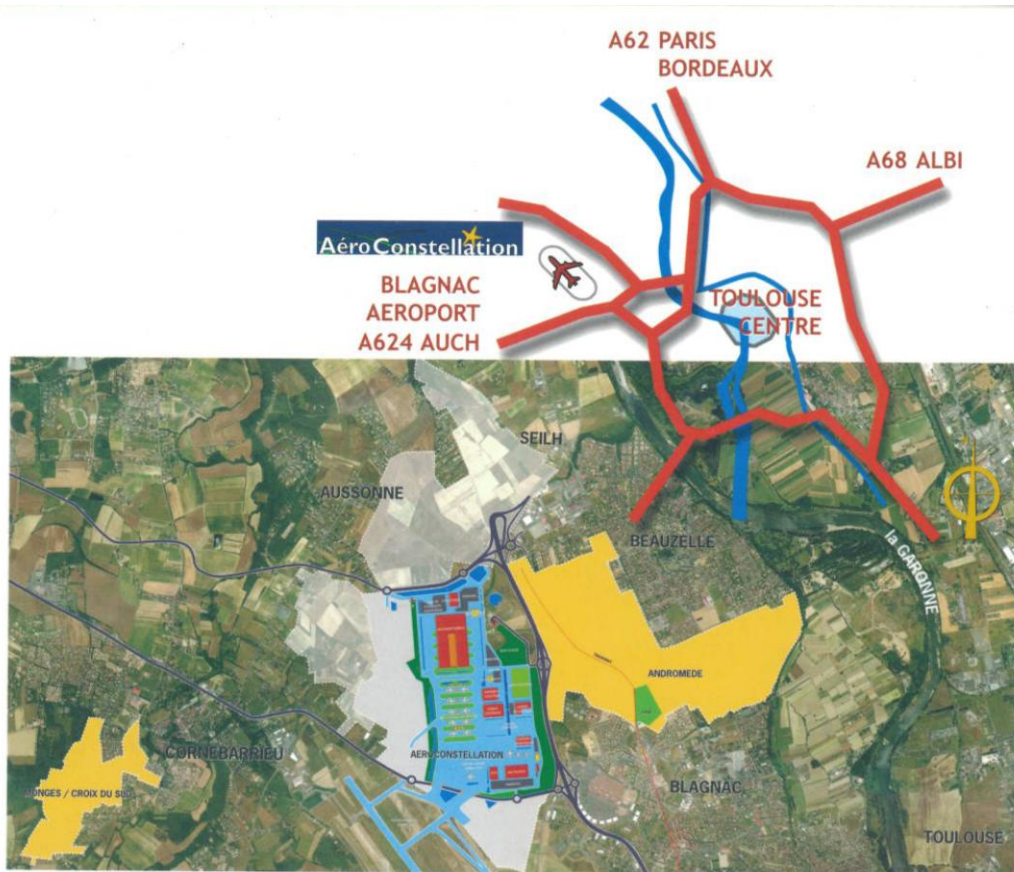 A62 PARIS
BORDEAUX
A68 ALBI
AéroConstellation
BLAGNAC
AEROPORT
A624 AUCH
TOULOUSE
CENTRE
SEILH
AUSSONNE
BEAUZELLE
la GARONNE
ANDROMEDE
CORNEBARRIEU
AEROCONSTELLATION
MONGES / CROIX DU SUD
BLAGNAC
TOULOUSE